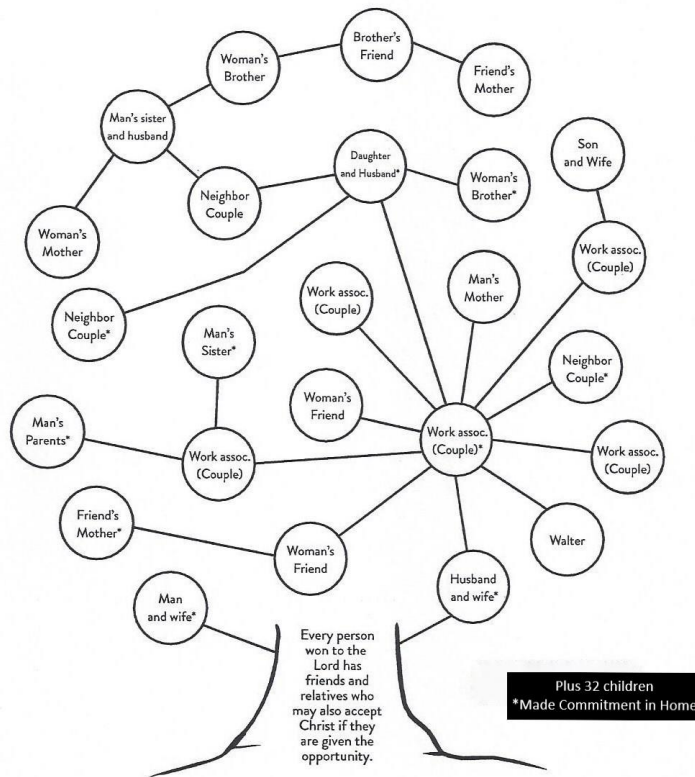 Brother's
Friend
Woman's
Brother
Friend's
Mother
Man's sister
and husband
Son
and Wife
Daughter
and Husband*
Woman's
Brother*
Neighbor
Couple
Woman's
Mother
Work assoc.
(Couple)
Man's
Mother
Work assoc.
(Couple)
Neighbor
Couple*
Man's
Sister*
Neighbor
Couple*
Woman's
Friend
Man's
Parents*
Work assoc.
(Couple)
Work assoc.
(Couple)*
Work assoc.
(Couple)
Friend's
Mother*
Woman's
Friend
Walter
Husband
and wife*
Man
and wife*
Every person
won to the
Lord has
friends and
relatives who
may also accept
Christ if they
are given the
opportunity.
Plus 32 children
*Made Commitment in Home